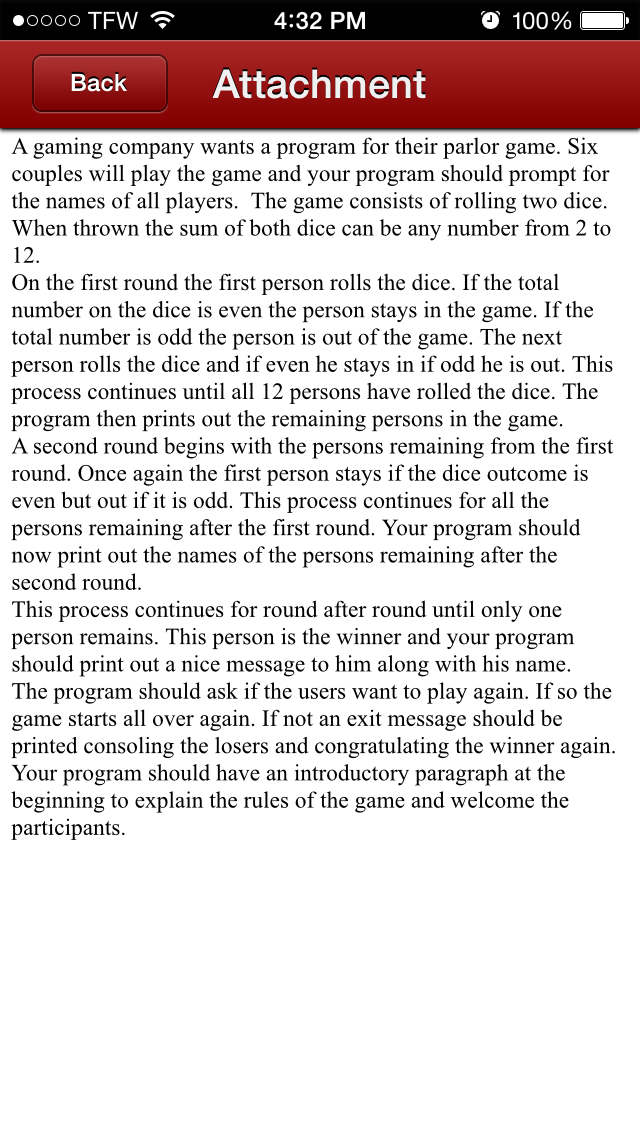 TFW 4:32 PM 100%
Back Attachment
A gaming company wants a program for their parlor game. Six
couples will play the game and your program should prompt for
the names of all players.  The game consists of rolling two dice.
When thrown the sum of both dice can be any number from 2 to
12.
On the first round the first person rolls the dice. If the total
number on the dice is even the person stays in the game. If the
total number is odd the person is out of the game. The next
person rolls the dice and if even he stays in if odd he is out. This
process continues until all 12 persons have rolled the dice. The
program then prints out the remaining persons in the game.
A second round begins with the persons remaining from the first
round. Once again the first person stays if the dice outcome is
even but out if it is odd. This process continues for all the
persons remaining after the first round. Your program should
now print out the names of the persons remaining after the
second round.
This process continues for round after round until only one
person remains. This person is the winner and your program
should print out a nice message to him along with his name.
The program should ask if the users want to play again. If so the
game starts all over again. If not an exit message should be
printed consoling the losers and congratulating the winner again.
Your program should have an introductory paragraph at the
beginning to explain the rules of the game and welcome the
participants.